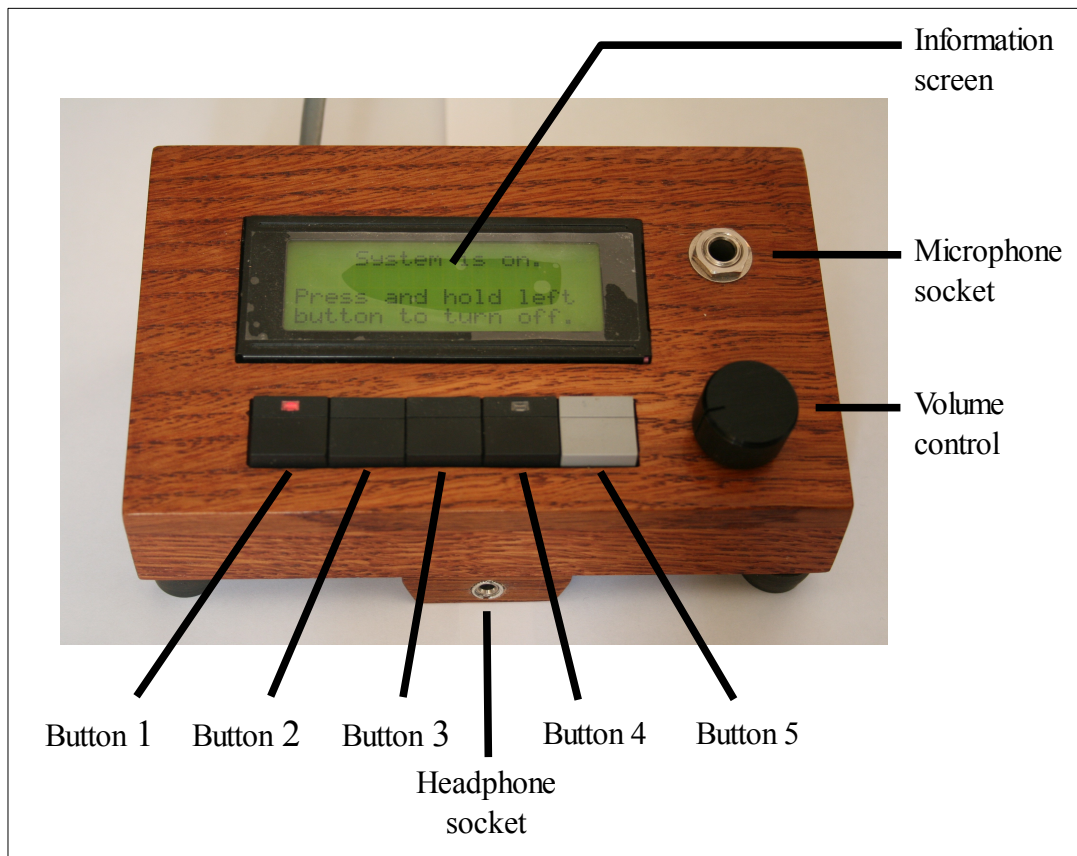 Information
screen
System is on.
Press and hold left
button to turn off.
Microphone
socket
Volume
control
Button 1
Button 2
Button 3
Button 4
Button 5
Headphone
socket